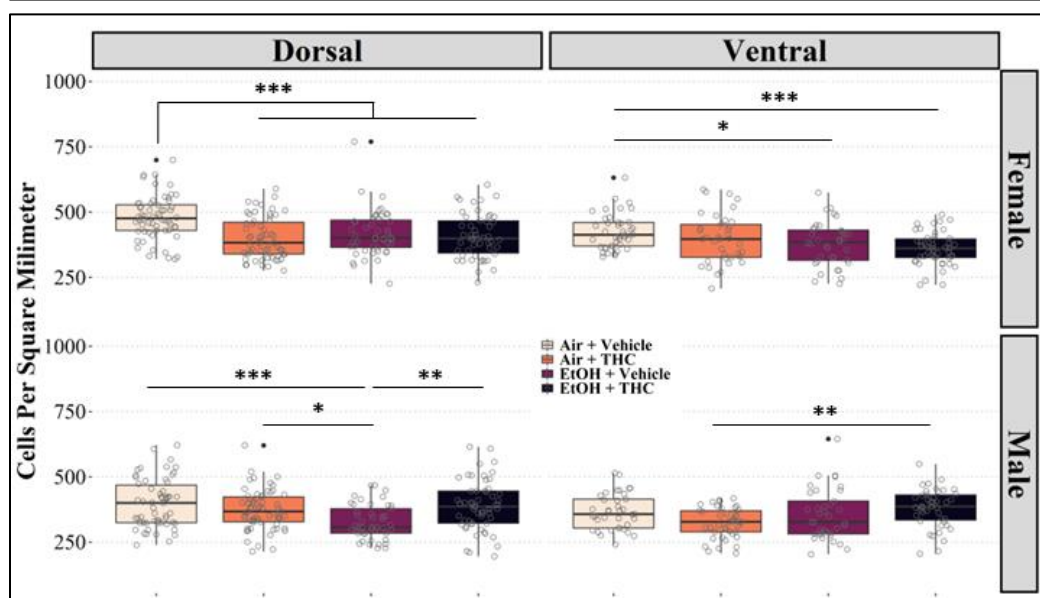 Dorsal
Ventral
Cells Per Square Milimeter
Female
Male
1000
750
500
250
***
***
*
1000
750
500
250
Air + Vehicle
Air + THC
EtOH + Vehicle
EtOH + THC
***
**
*
**